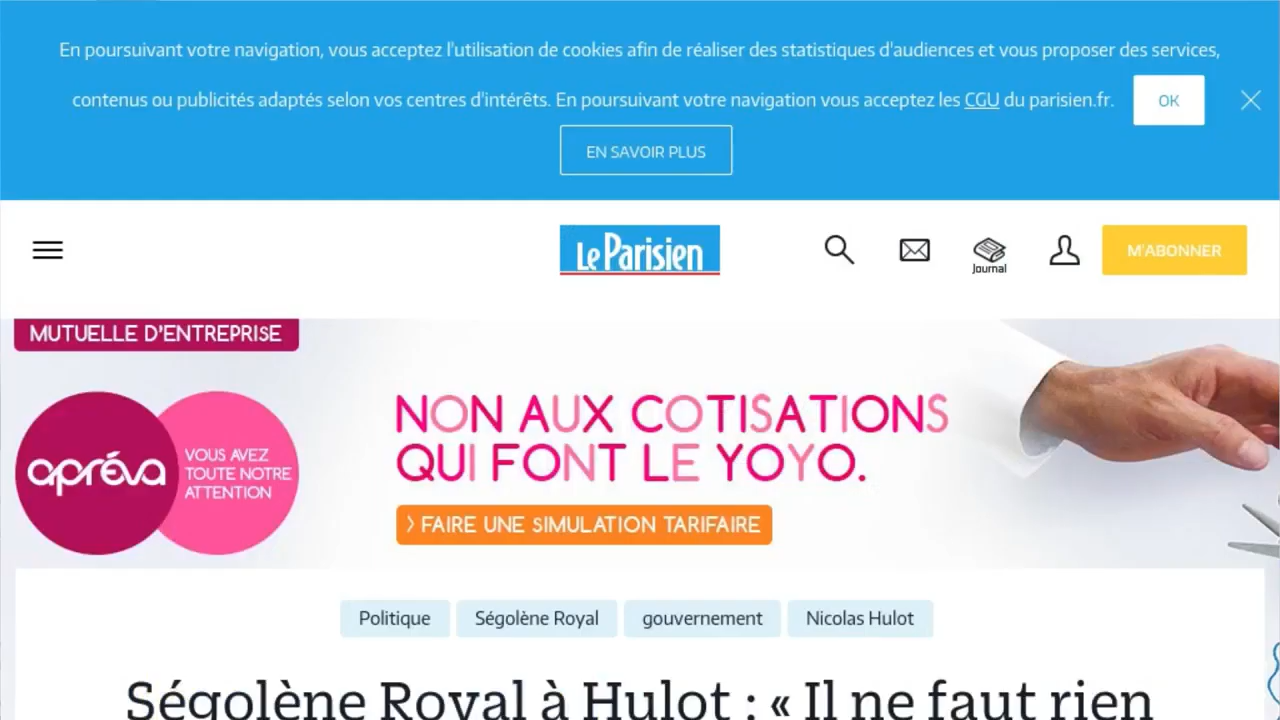 En poursuivant votre navigation, vous acceptez l'utilisation de cookies afin de réaliser des statistiques d'audiences et vous proposer des services,
contenus ou publicités adaptés selon vos centres d'intérêts. En poursuivant votre navigation vous acceptez les CGU du parisien.fr.
OK
EN SAVOIR PLUS
Le Parisien
Journal
M'ABONNER
MUTUELLE D'ENTREPRISE
apréva
VOUS AVEZ
TOUTE NOTRE
ATTENTION
NON AUX COTISATIONS
QUI FONT LE YOYO.
> FAIRE UNE SIMULATION TARIFAIRE
Politique
Ségolène Royal
gouvernement
Nicolas Hulot
Ségolène Royal à Hulot : « Il ne faut rien